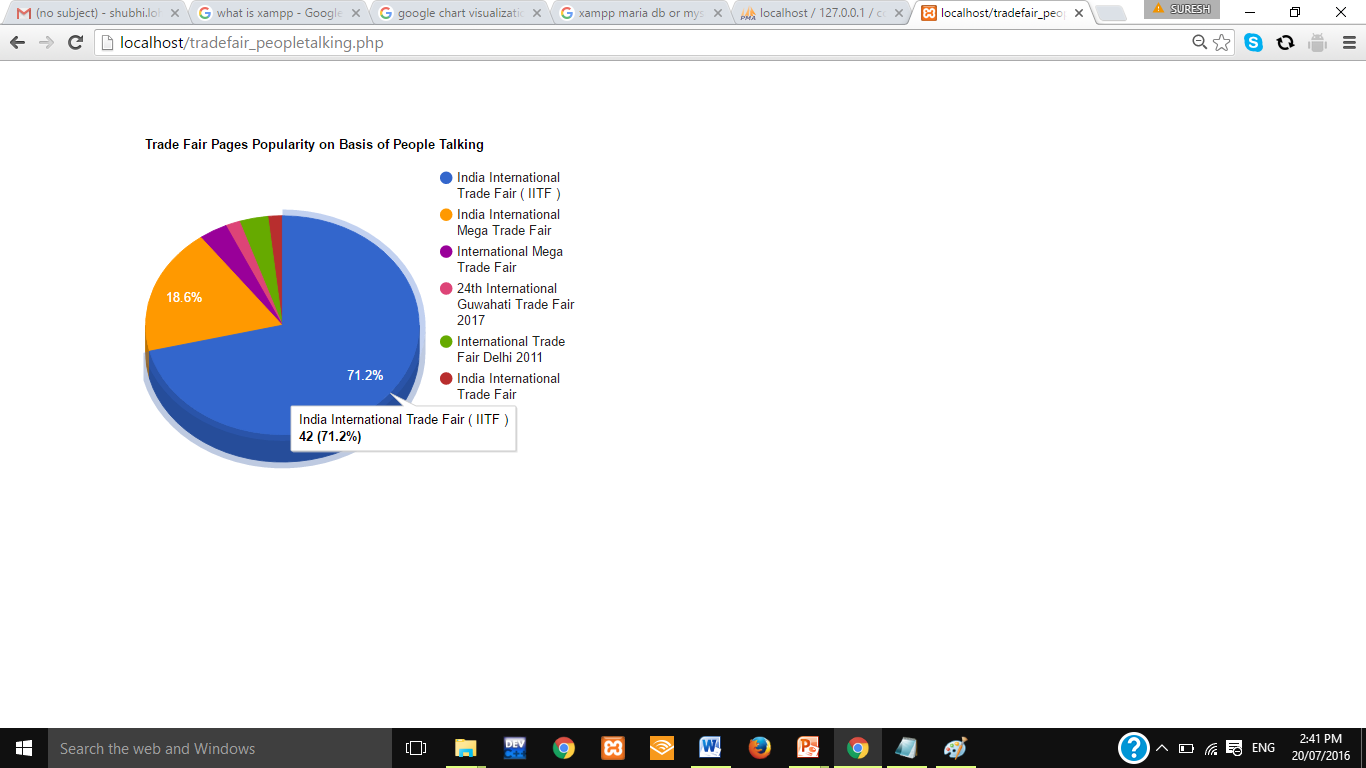 (no subject) - shubhi.loh
what is xampp - Google
google chart visualizatio
xampp maria db or mys
localhost / 127.0.0.1 / co
localhost/tradefair_peop
SURESH
localhost/tradefair_peopletalking.php
Trade Fair Pages Popularity on Basis of People Talking
India International
Trade Fair ( IITF )
India International
Mega Trade Fair
International Mega
Trade Fair
24th International
Guwahati Trade Fair
2017
International Trade
Fair Delhi 2011
India International
Trade Fair
18.6%
71.2%
India International Trade Fair ( IITF )
42 (71.2%)
Search the web and Windows
DEV
ENG
2:41 PM
20/07/2016